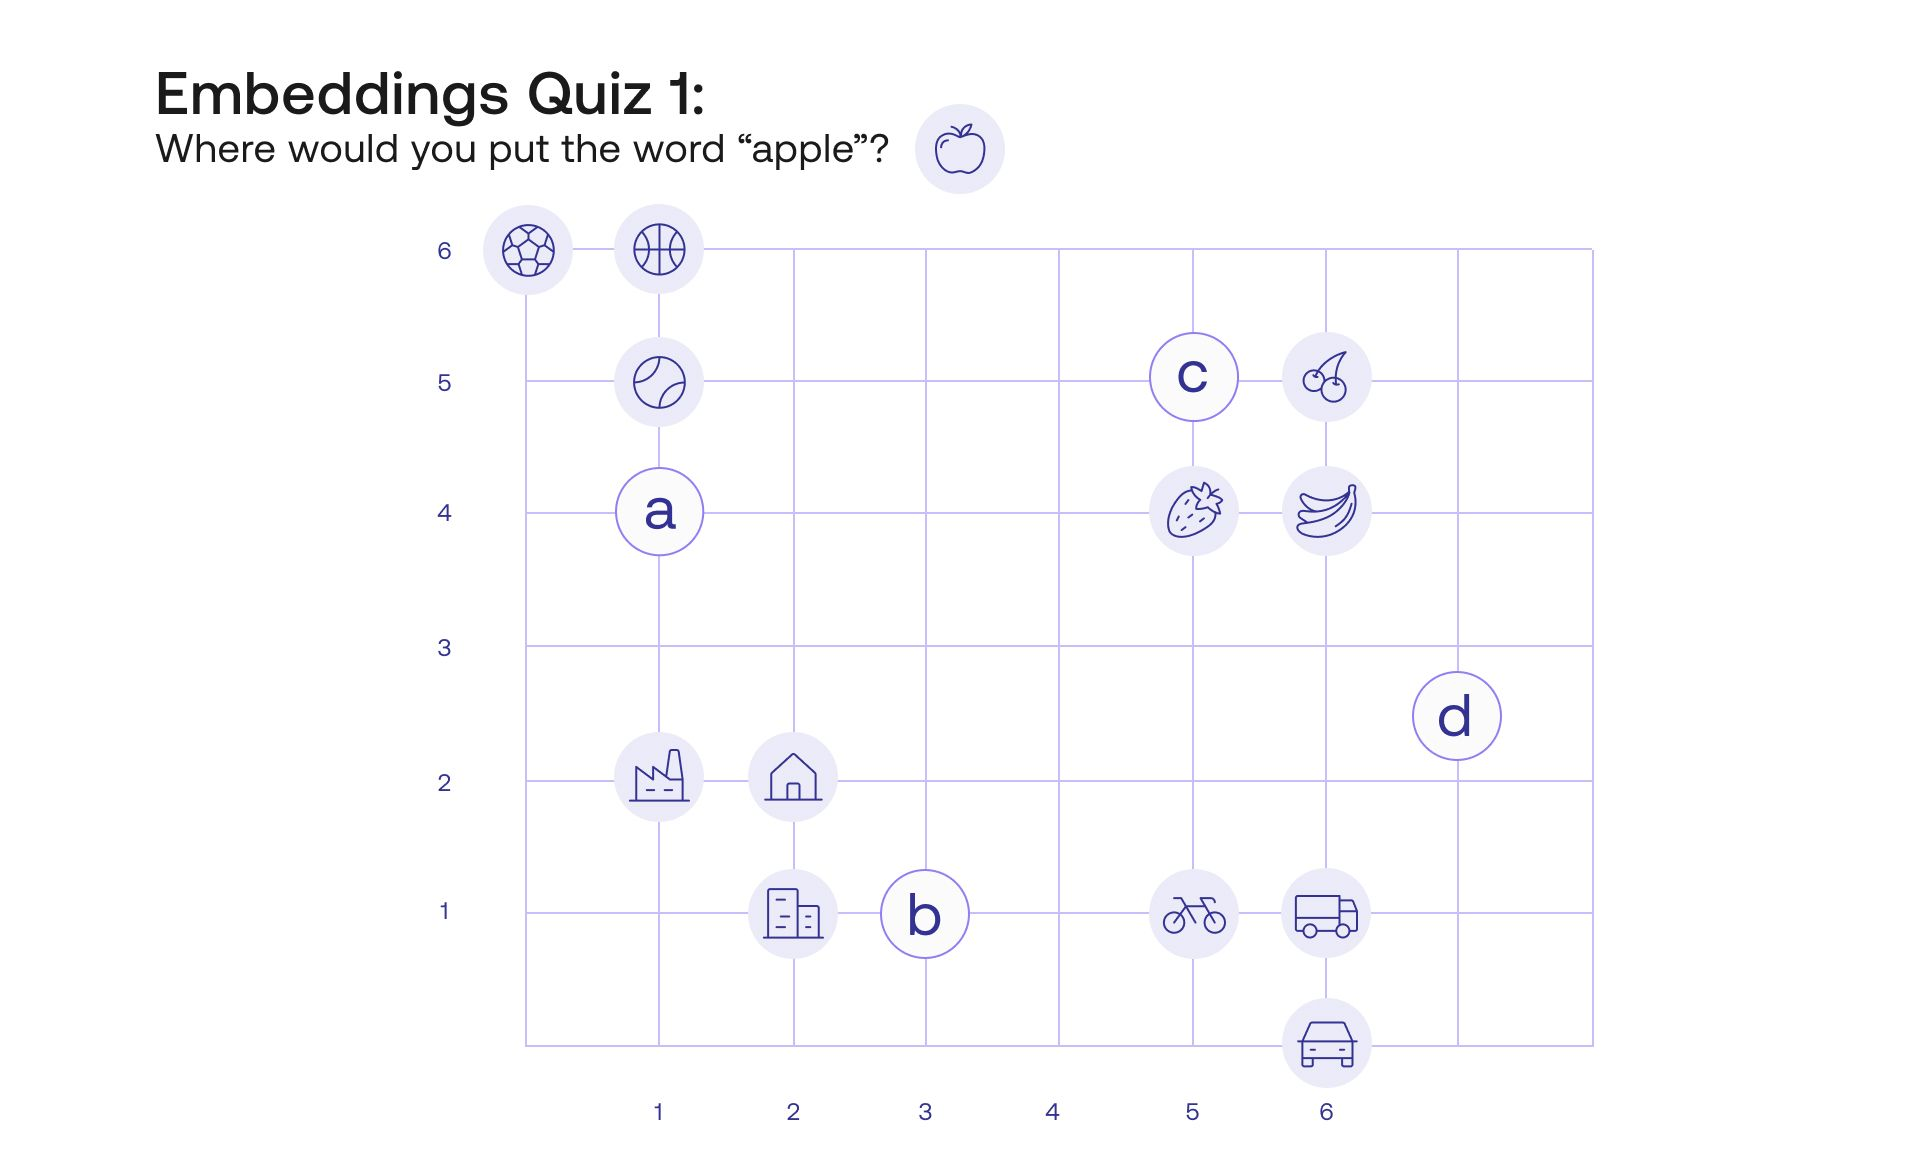 Embeddings Quiz 1:
Where would you put the word “apple”?
6
5
c
4
a
3
d
2
1
b
1 2 3 4 5 6